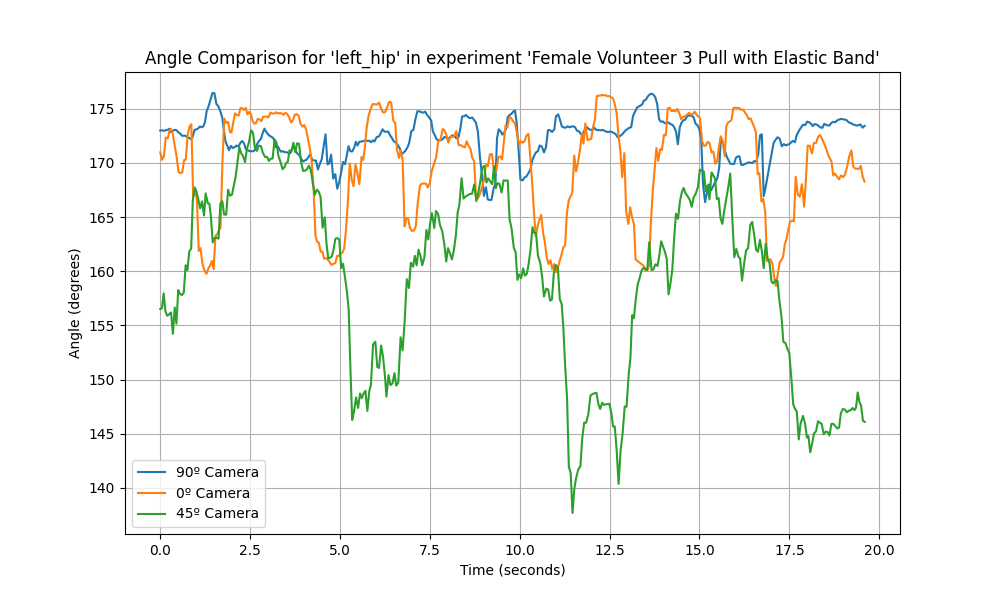 Angle Comparison for 'left_hip' in experiment 'Female Volunteer 3 Pull with Elastic Band'
175
170
165
160
155
150
145
140
Angle (degrees)
90º Camera
0º Camera
45º Camera
0.0 2.5 5.0 7.5 10.0 12.5 15.0 17.5 20.0
Time (seconds)